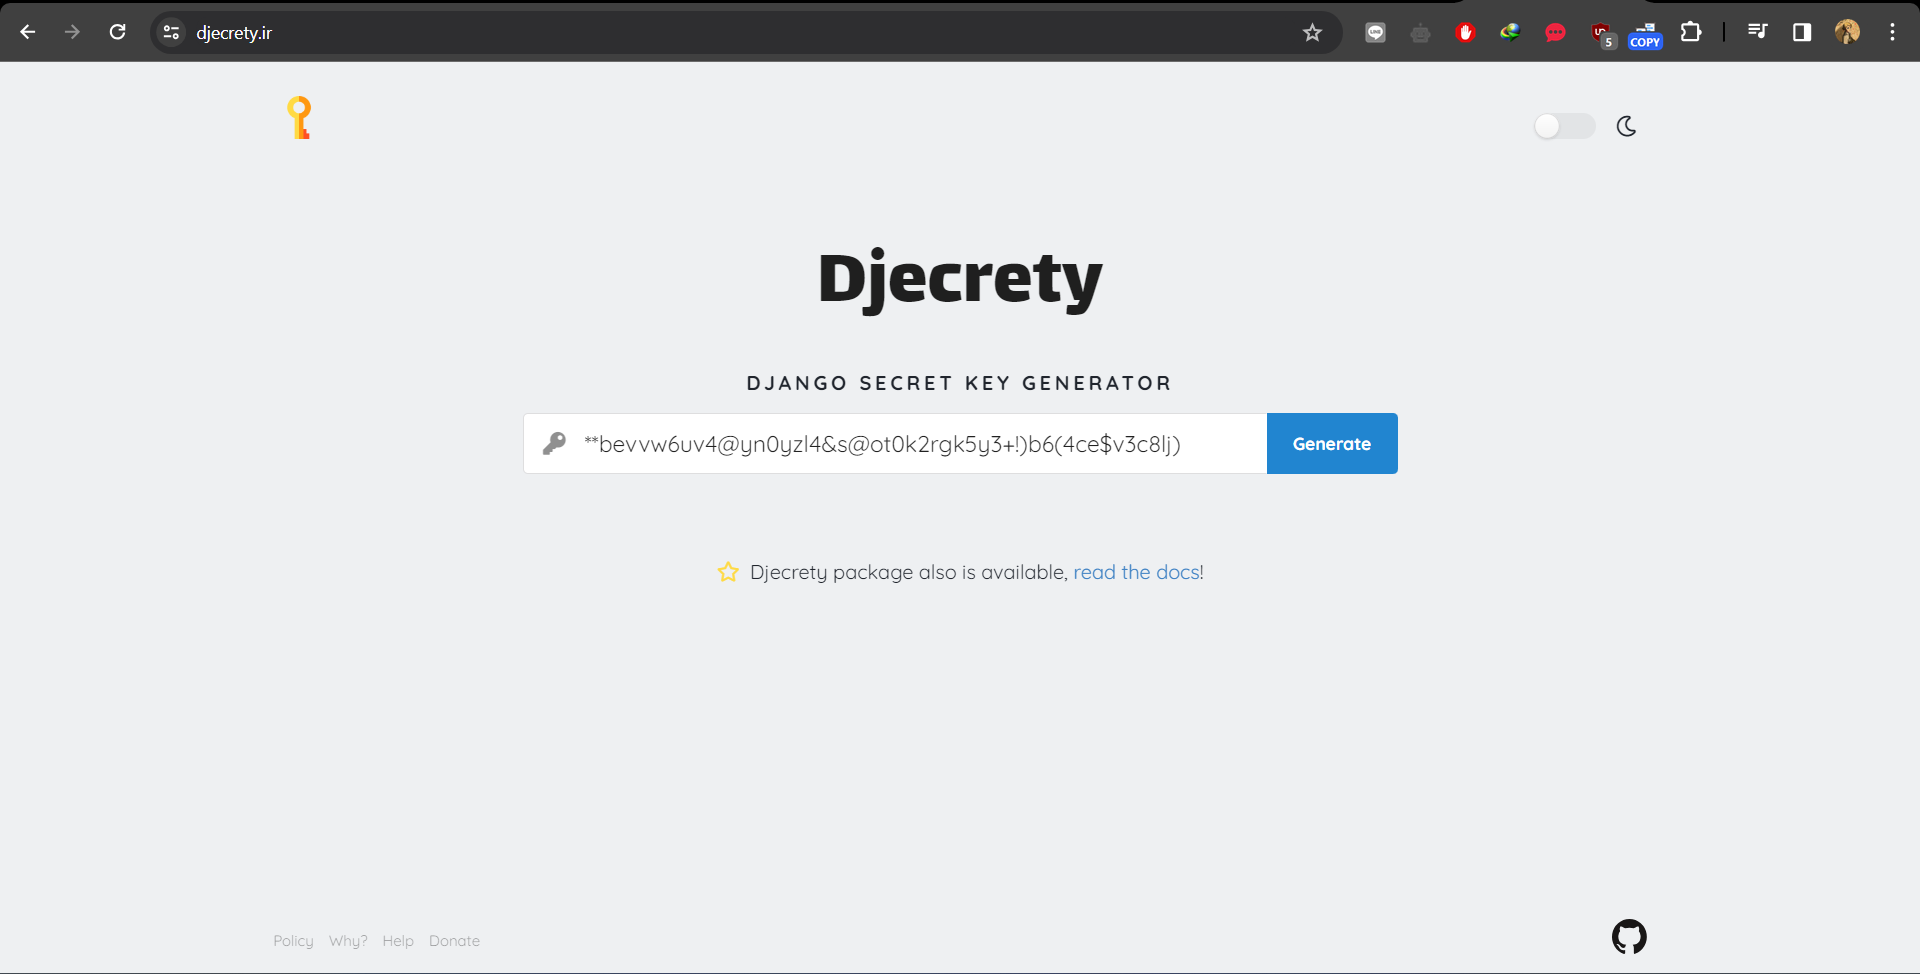 djecrety.ir
5
COPY
Djecrety
DJANGO SECRET KEY GENERATOR
**bevvw6uv4@yn0yzl4&s@ot0k2rgk5y3+!)b6(4ce$v3c8lj)
Generate
Djecrety package also is available, read the docs!
Policy Why? Help Donate